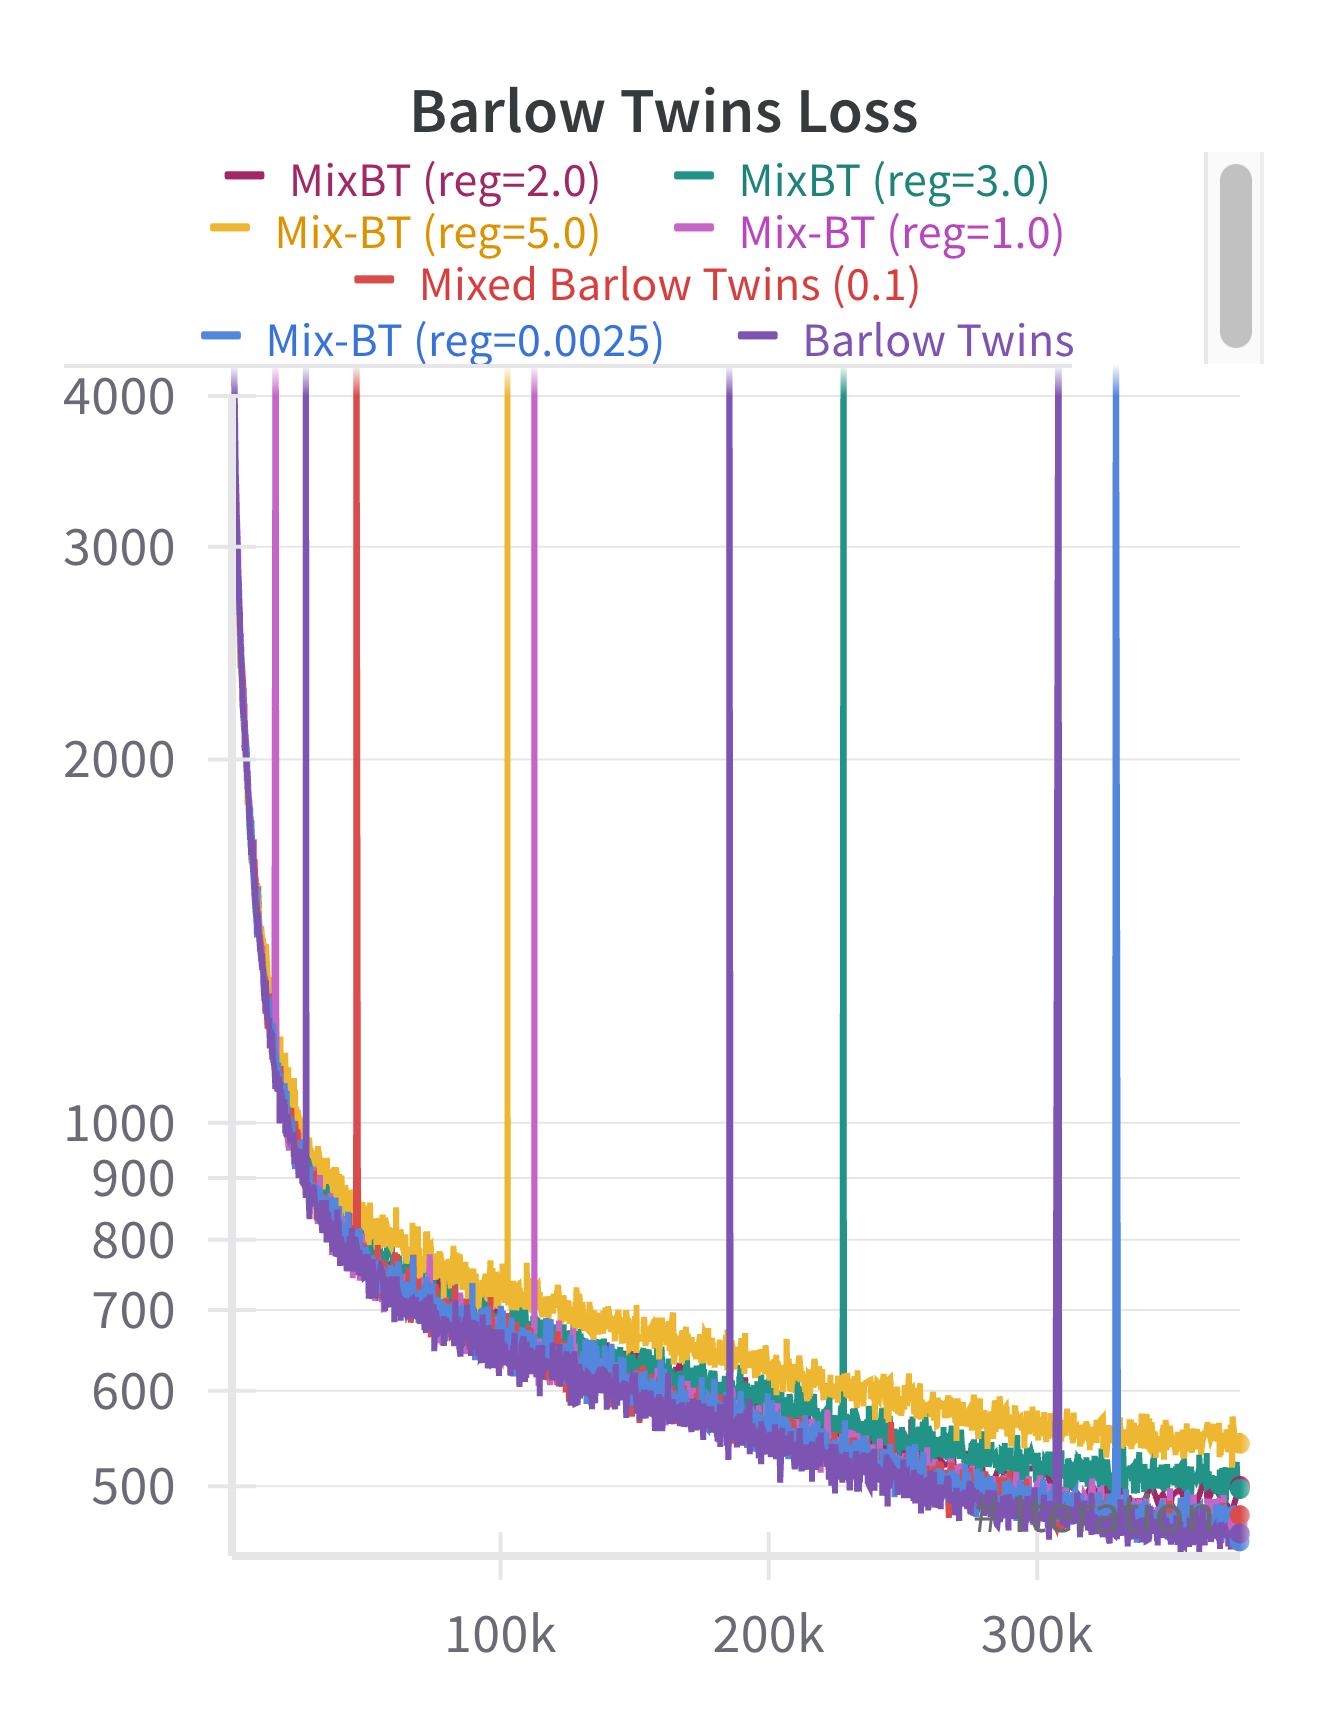 Barlow Twins Loss
MixBT (reg=2.0) MixBT (reg=3.0)
Mix-BT (reg=5.0) Mix-BT (reg=1.0)
Mixed Barlow Twins (0.1)
Mix-BT (reg=0.0025) Barlow Twins
4000
3000
2000
1000
900
800
700
600
500
# Iteration
100k 200k 300k